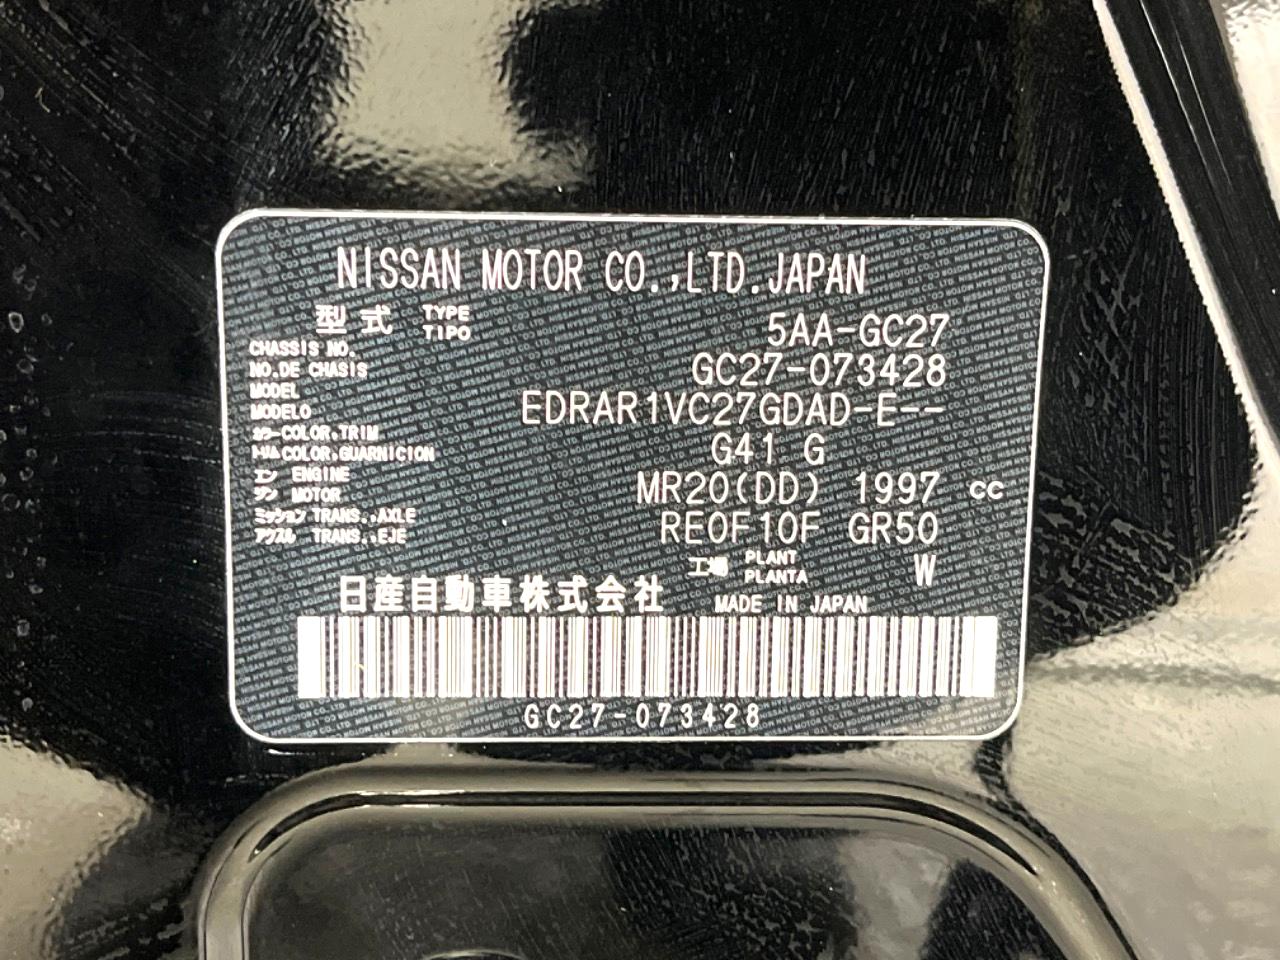 NISSAN MOTOR CO.,LTD.JAPAN
型式 TYPE TIPO 5AA-GC27
CHASSIS NO.
NO.DE CHASIS GC27-073428
MODEL
MODELO EDRAR1VC27GDAD-E--
カラー COLOR,TRIM
トリム COLOR,GUARNICION G41 G
エンジン ENGINE MOTOR MR20(DD) 1997 cc
ミッション TRANS.,AXLE
アクスル TRANS.,EJE RE0F10F GR50
工場 PLANT PLANTA W
日産自動車株式会社 MADE IN JAPAN
GC27-073428